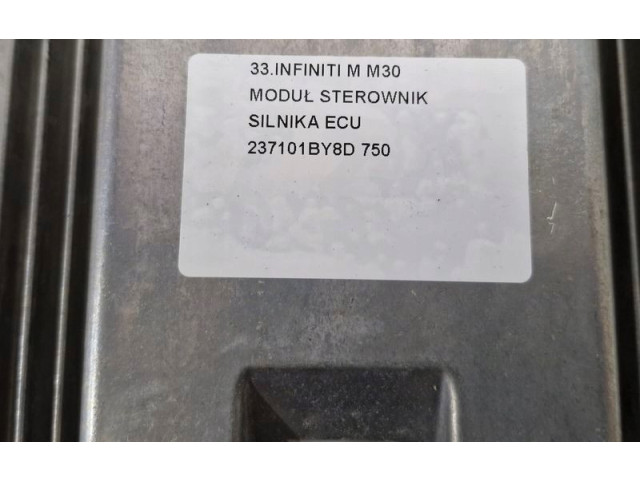 33.INFINITI M M30
MODUŁ STEROWNIK
SILNIKA ECU
237101BY8D 750